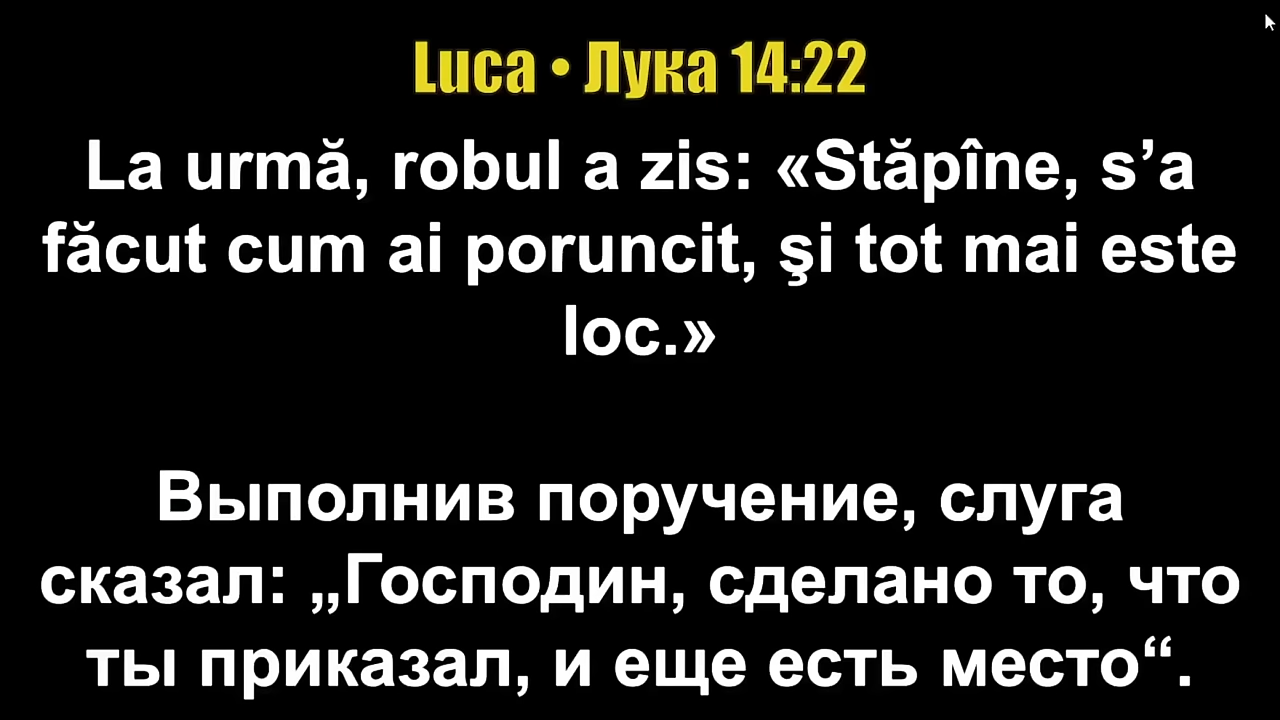 Luca • Лука 14:22
La urmă, robul a zis: «Stăpîne, s’a
făcut cum ai poruncit, şi tot mai este
loc.»
Выполнив поручение, слуга
сказал: „Господин, сделано то, что
ты приказал, и еще есть место“.